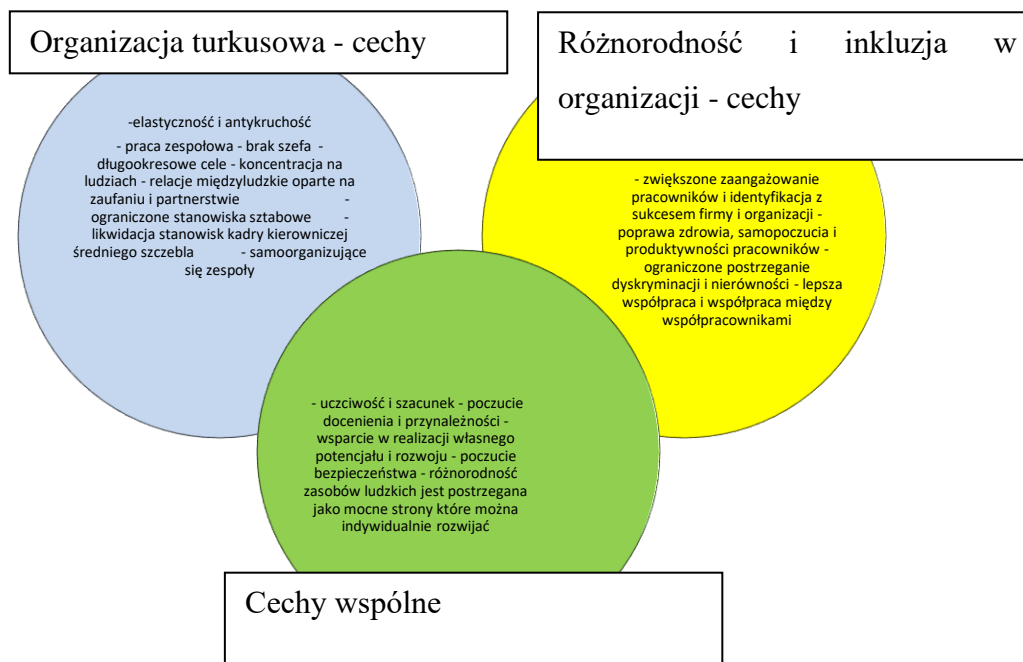 Organizacja turkusowa - cechy
Różnorodność i inkluzja w
organizacji - cechy
-elastyczność i antykruchość
- praca zespołowa - brak szefa -
długookresowe cele - koncentracja na
ludziach - relacje międzyludzkie oparte na
zaufaniu i partnerstwie -
ograniczone stanowiska sztabowe -
likwidacja stanowisk kadry kierowniczej
średniego szczebla - samoorganizujące
się zespoły
- zwiększone zaangażowanie
pracowników i identyfikacja z
sukcesem firmy i organizacji -
poprawa zdrowia, samopoczucia i
produktywności pracowników -
ograniczone postrzeganie
dyskryminacji i nierówności - lepsza
współpraca i współpraca między
współpracownikami
- uczciwość i szacunek - poczucie
docenienia i przynależności -
wsparcie w realizacji własnego
potencjału i rozwoju - poczucie
bezpieczeństwa - różnorodność
zasobów ludzkich jest postrzegana
jako mocne strony które można
indywidualnie rozwijać
Cechy wspólne